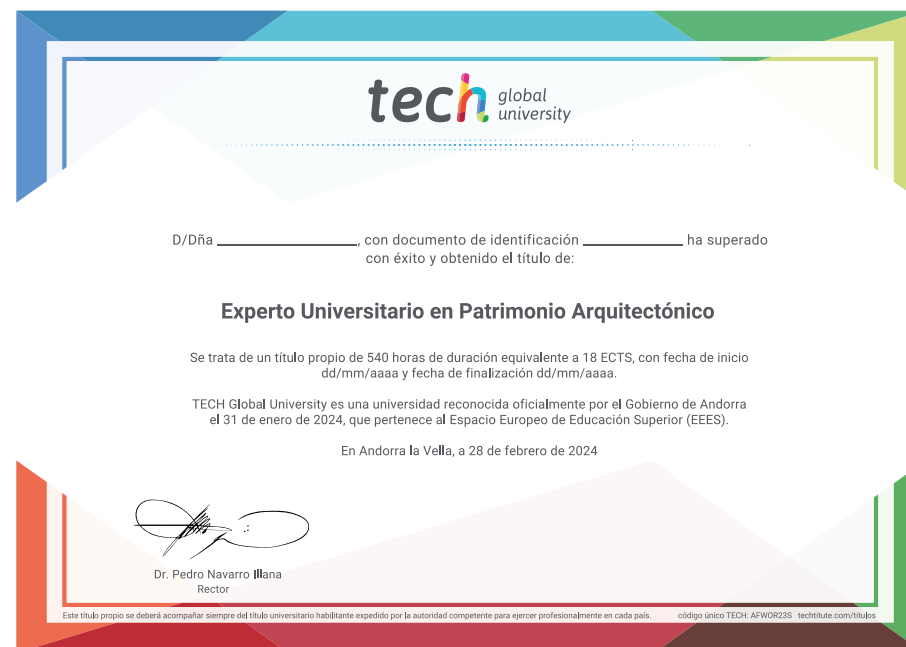 tech global university
D/Dña ____________________, con documento de identificación ______________ ha superado
con éxito y obtenido el título de:
Experto Universitario en Patrimonio Arquitectónico
Se trata de un título propio de 540 horas de duración equivalente a 18 ECTS, con fecha de inicio
dd/mm/aaaa y fecha de finalización dd/mm/aaaa.
TECH Global University es una universidad reconocida oficialmente por el Gobierno de Andorra
el 31 de enero de 2024, que pertenece al Espacio Europeo de Educación Superior (EEES).
En Andorra la Vella, a 28 de febrero de 2024
Dr. Pedro Navarro Illana
Rector
Este título propio se deberá acompañar siempre del título universitario habilitante expedido por la autoridad competente para ejercer profesionalmente en cada país. código único TECH: AFWOR23S techtitute.com/titulos